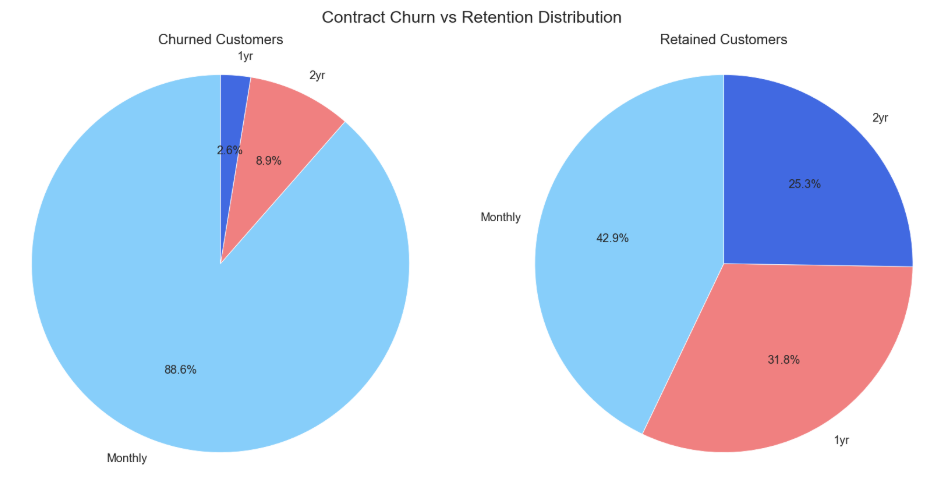 Contract Churn vs Retention Distribution
Churned Customers
1yr
2yr
2.6%
8.9%
88.6%
Monthly
Retained Customers
2yr
25.3%
Monthly
42.9%
31.8%
1yr